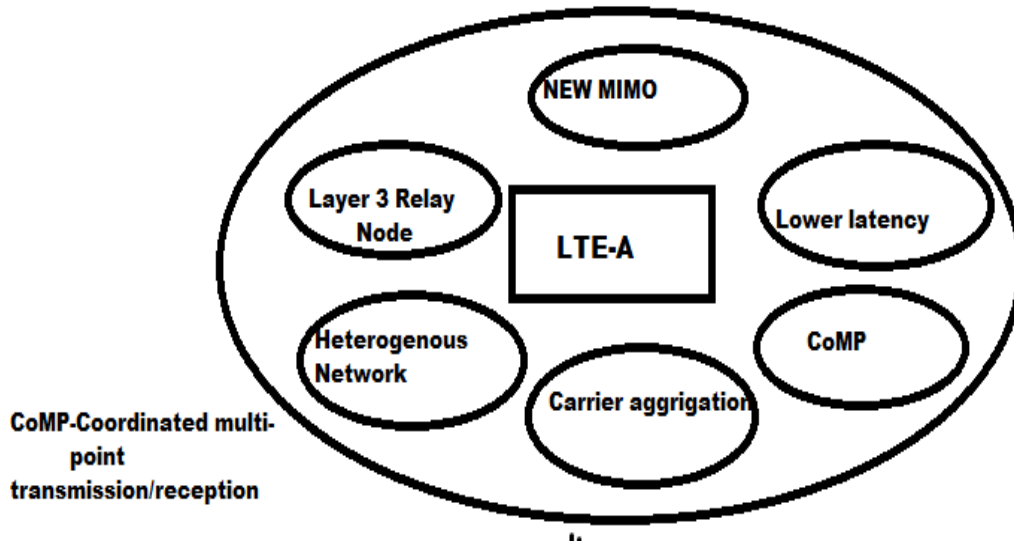 NEW MIMO
Layer 3 Relay
Node
LTE-A
Lower latency
Heterogenous
Network
CoMP
Carrier aggrigation
CoMP-Coordinated multi-
point
transmission/reception